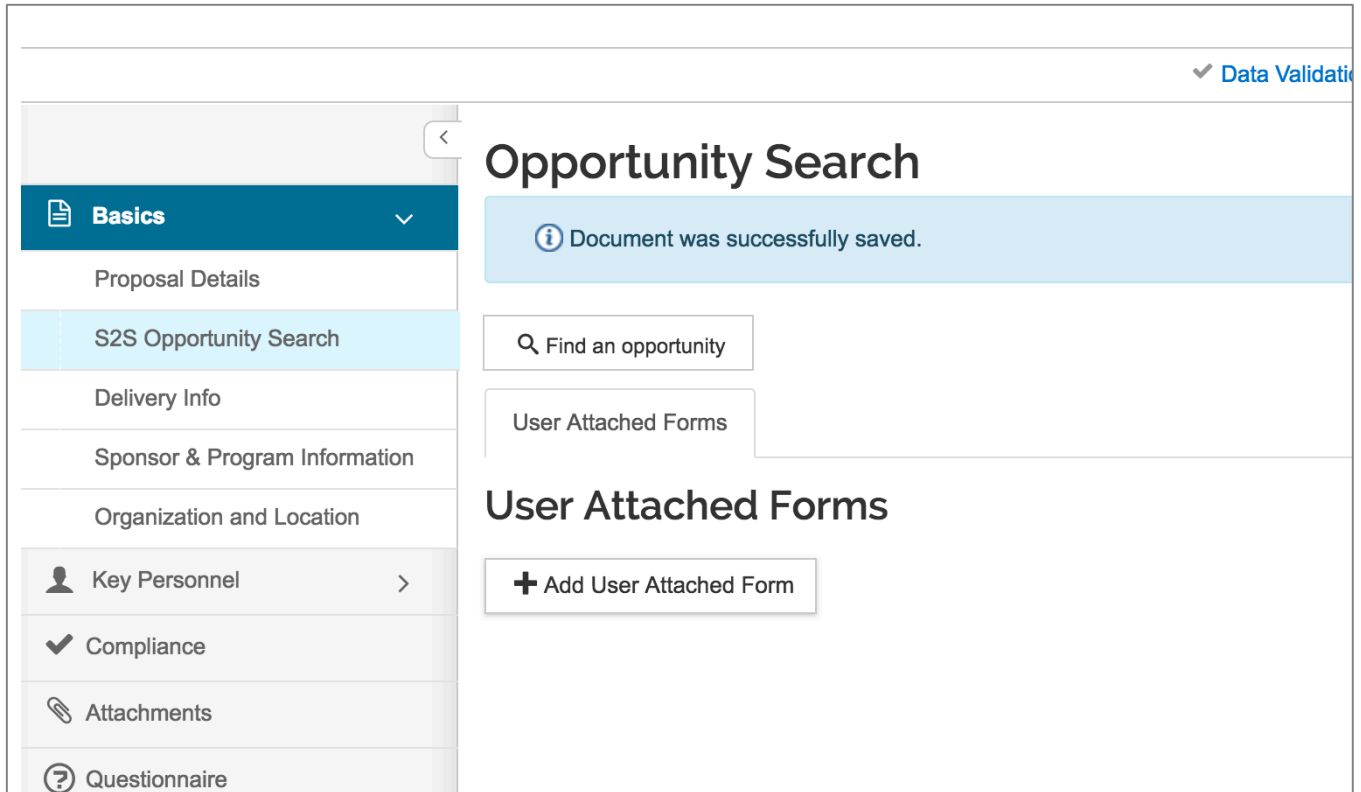 Data Validatio
Opportunity Search
Basics
Document was successfully saved.
Proposal Details
S2S Opportunity Search
Find an opportunity
Delivery Info
User Attached Forms
Sponsor & Program Information
User Attached Forms
Organization and Location
Key Personnel
Add User Attached Form
Compliance
Attachments
Questionnaire